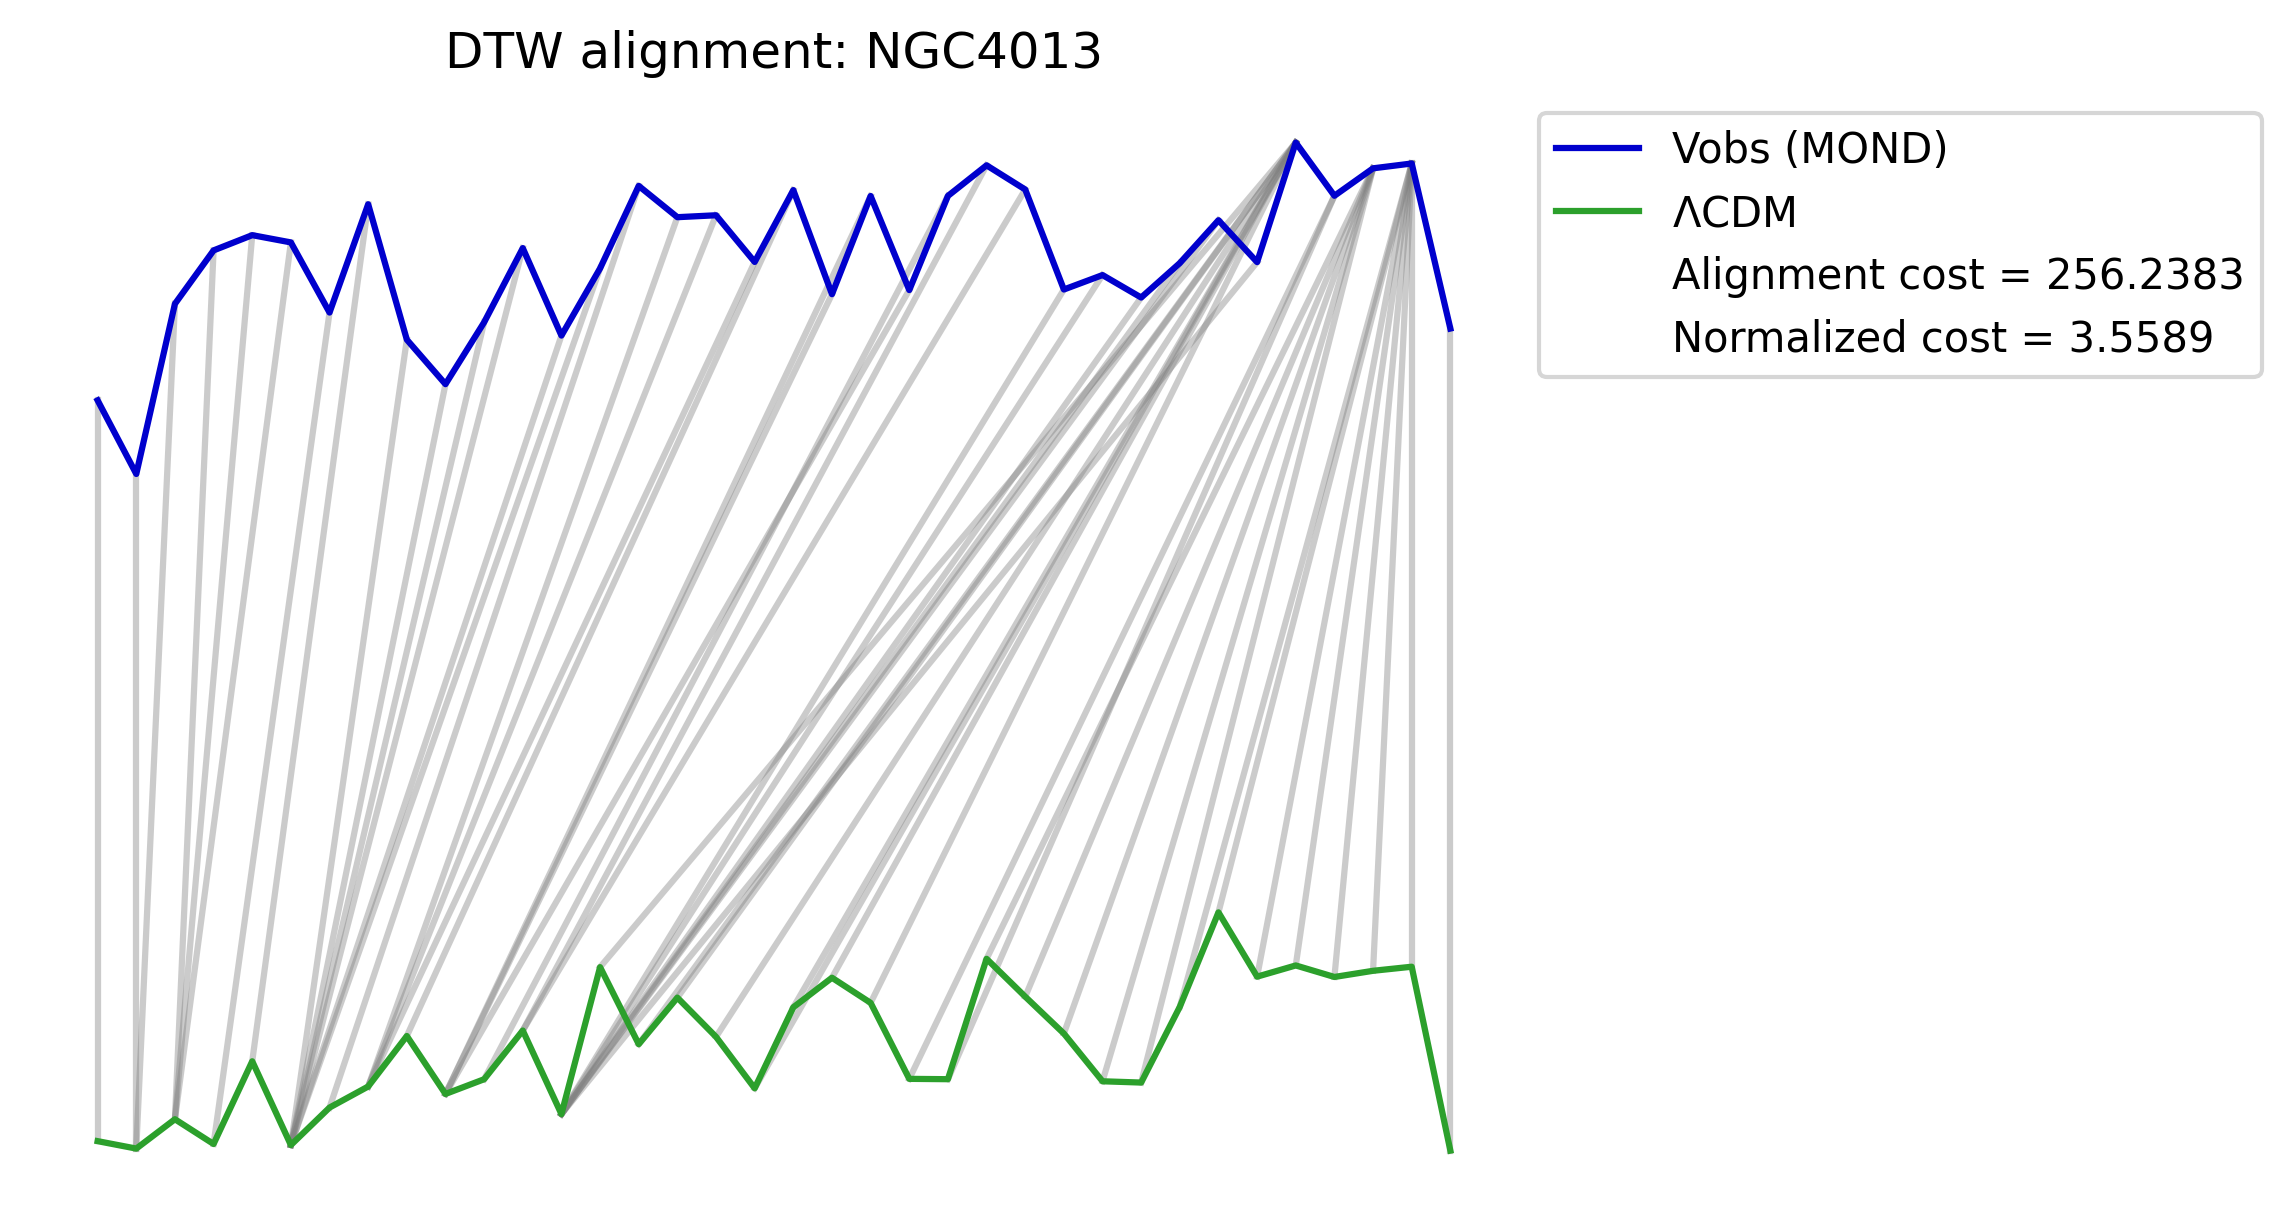 DTW alignment: NGC4013
Vobs (MOND)
ΛCDM
Alignment cost = 256.2383
Normalized cost = 3.5589